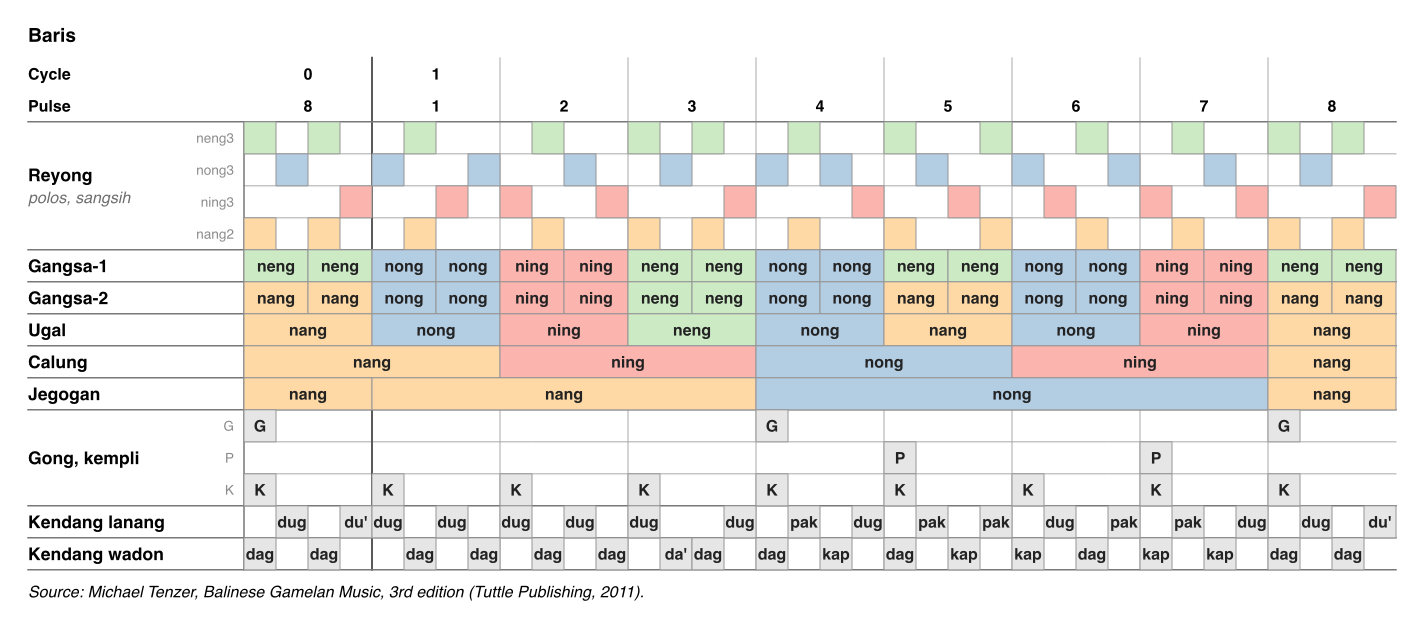 Baris
Cycle 0 1
Pulse 8 1 2 3 4 5 6 7 8
neng3
nong3
Reyong
polos, sangsih
ning3
nang2
Gangsa-1 neng neng nong nong ning ning neng neng nong nong neng neng nong nong ning ning neng neng
Gangsa-2 nang nang nong nong ning ning neng neng nong nong nang nang nong nong ning ning nang nang
Ugal nang nong ning neng nong nang nong ning nang
Calung nang ning nong ning nang
Jegogan nang nang nong nang
G G G G
Gong, kempli P P P
K K K K K K K K K K
Kendang lanang dug du' dug dug dug dug dug dug pak dug pak pak dug pak pak dug dug du'
Kendang wadon dag dag dag dag dag dag da' dag dag kap dag kap kap dag kap kap dag dag
Source: Michael Tenzer, Balinese Gamelan Music, 3rd edition (Tuttle Publishing, 2011).